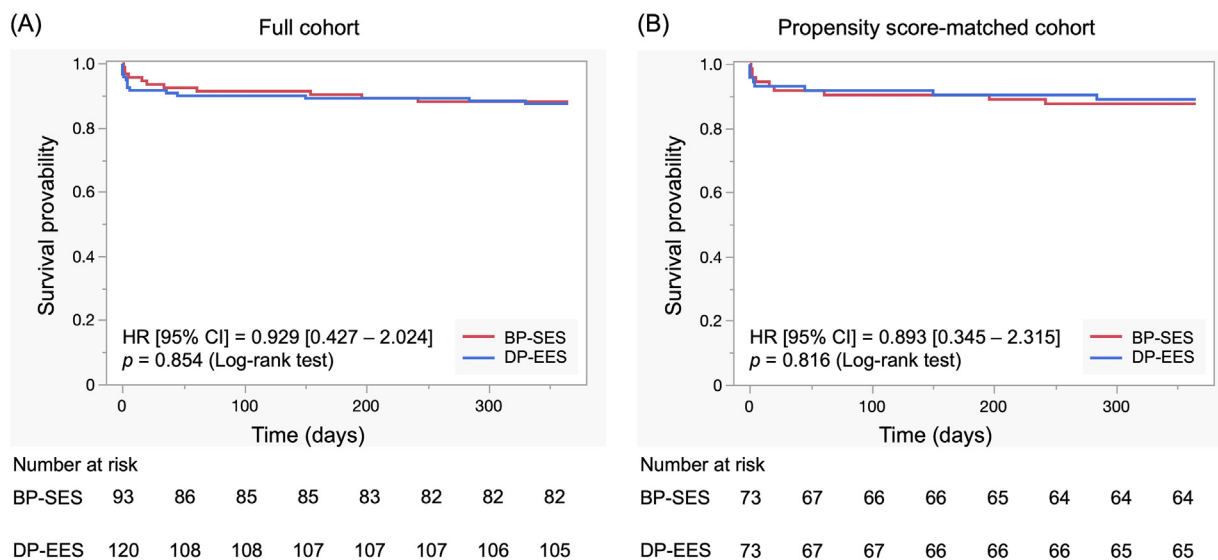 (A)
Full cohort
1.0
0.8
0.6
0.4
0.2
0
Survival provability
HR [95% CI] = 0.929 [0.427 – 2.024]
p = 0.854 (Log-rank test)
BP-SES
DP-EES
0 100 200 300
Time (days)
Number at risk
BP-SES 93 86 85 85 83 82 82 82
DP-EES 120 108 108 107 107 107 106 105
(B)
Propensity score-matched cohort
1.0
0.8
0.6
0.4
0.2
0
Survival provability
HR [95% CI] = 0.893 [0.345 – 2.315]
p = 0.816 (Log-rank test)
BP-SES
DP-EES
0 100 200 300
Time (days)
Number at risk
BP-SES 73 67 66 66 65 64 64 64
DP-EES 73 67 67 66 66 66 65 65